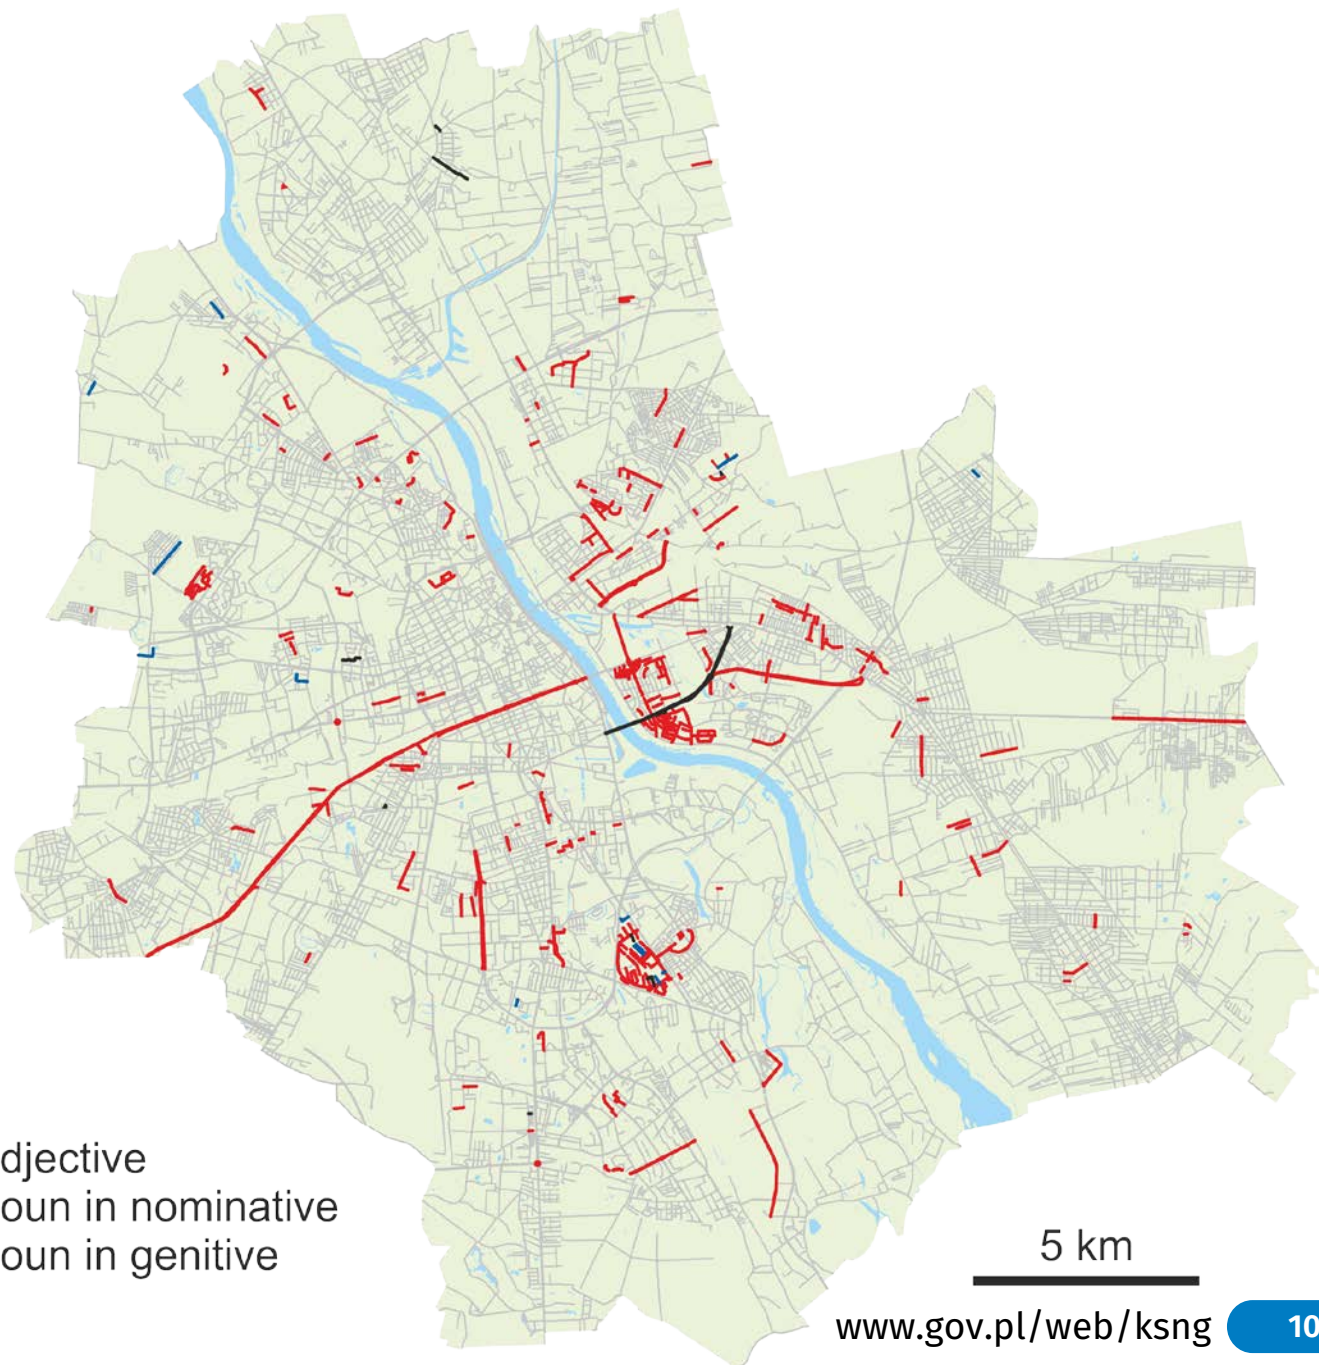 djective
oun in nominative
oun in genitive
5 km
www.gov.pl/web/ksng
10